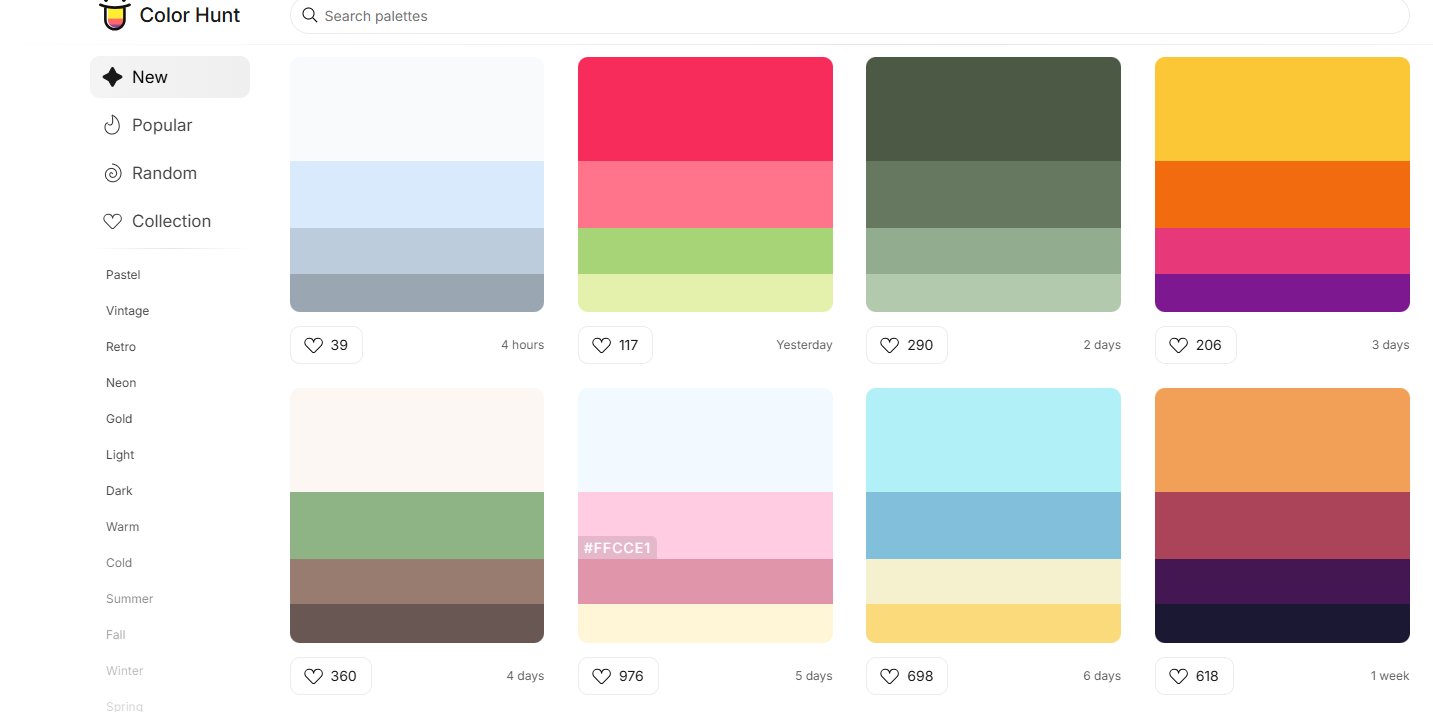 Color Hunt
Search palettes
New
Popular
Random
Collection
Pastel
Vintage
Retro
Neon
Gold
Light
Dark
Warm
Cold
Summer
Fall
Winter
Spring
39
4 hours
117
Yesterday
290
2 days
206
3 days
#FFCCE1
360
4 days
976
5 days
698
6 days
618
1 week